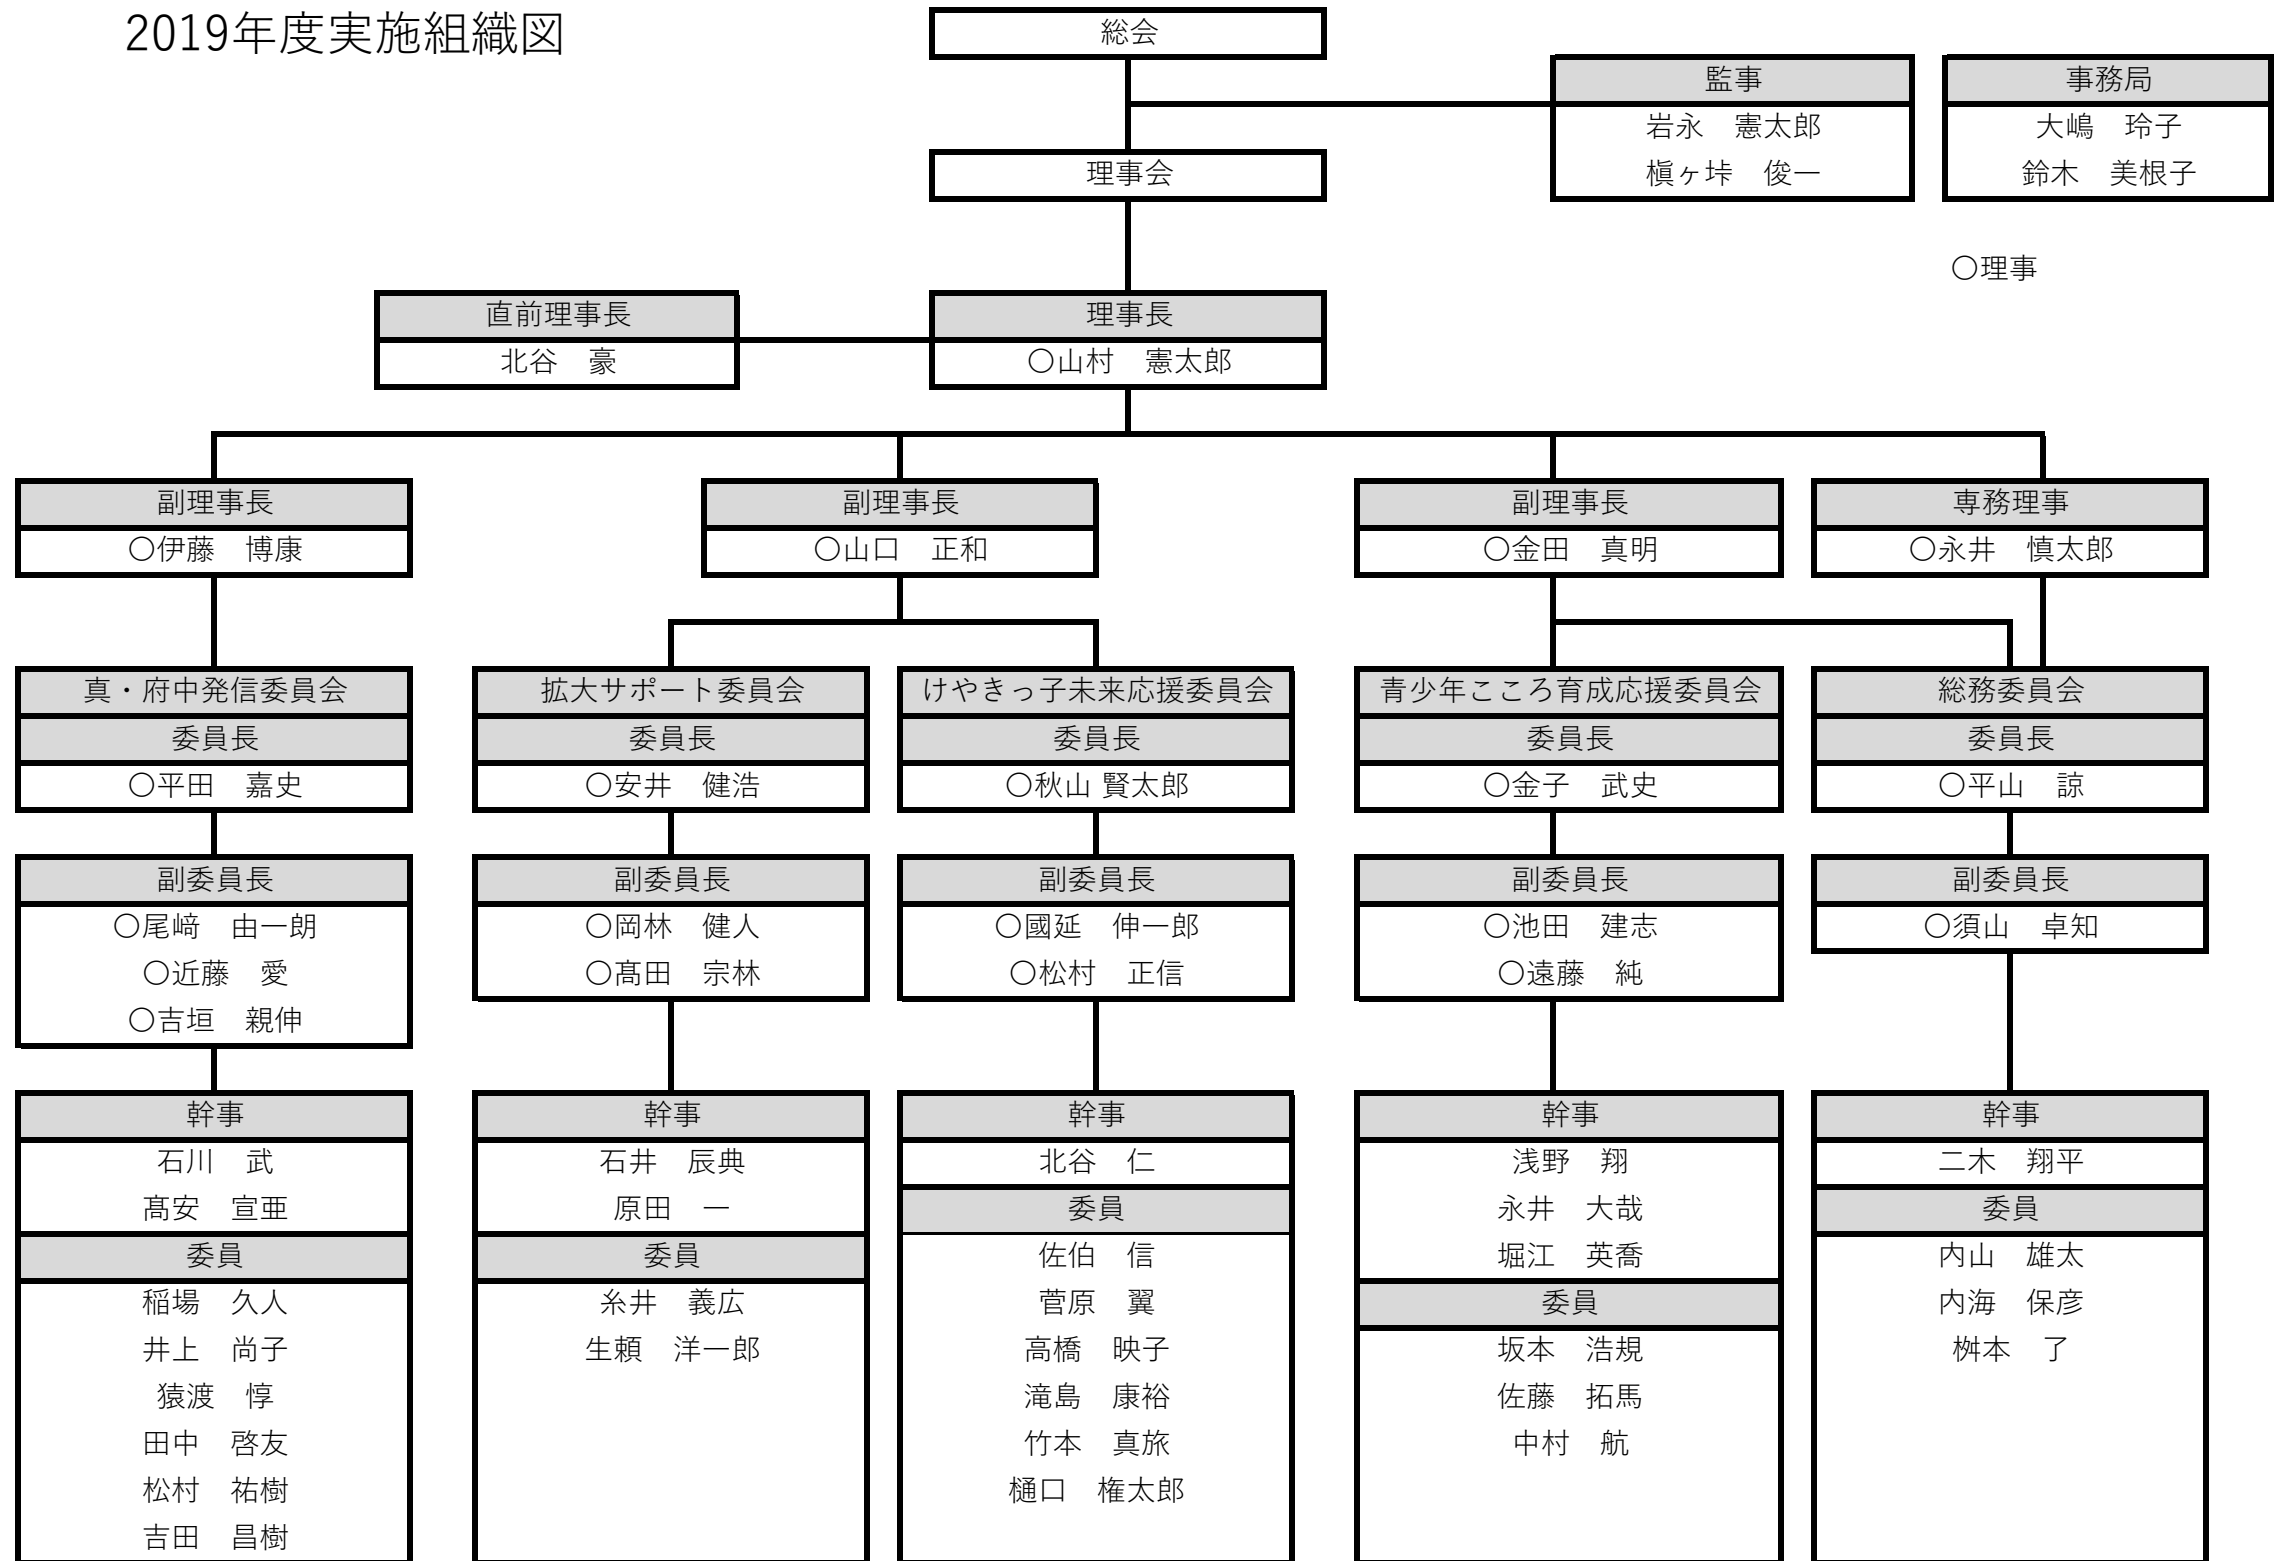 2019年度実施組織図
総会
監事
岩永　憲太郎
槇ヶ垰　俊一
事務局
大嶋　玲子
鈴木　美根子
理事会
〇理事
直前理事長
北谷　豪
理事長
〇山村　憲太郎
副理事長
〇伊藤　博康
副理事長
〇山口　正和
副理事長
〇金田　真明
専務理事
〇永井　慎太郎
真・府中発信委員会
委員長
〇平田　嘉史
副委員長
〇尾﨑　由一朗
〇近藤　愛
〇吉垣　親伸
幹事
石川　武
髙安　宣亜
委員
稲場　久人
井上　尚子
猿渡　惇
田中　啓友
松村　祐樹
吉田　昌樹
拡大サポート委員会
委員長
〇安井　健浩
副委員長
〇岡林　健人
〇髙田　宗林
幹事
石井　辰典
原田　一
委員
糸井　義広
生頼　洋一郎
けやきっ子未来応援委員会
委員長
〇秋山 賢太郎
副委員長
〇國延　伸一郎
〇松村　正信
幹事
北谷　仁
委員
佐伯　信
菅原　翼
高橋　映子
滝島　康裕
竹本　真旅
樋口　権太郎
青少年こころ育成応援委員会
委員長
〇金子　武史
副委員長
〇池田　建志
〇遠藤　純
幹事
浅野　翔
永井　大哉
堀江　英喬
委員
坂本　浩規
佐藤　拓馬
中村　航
総務委員会
委員長
〇平山　諒
副委員長
〇須山　卓知
幹事
二木　翔平
委員
内山　雄太
内海　保彦
桝本　了